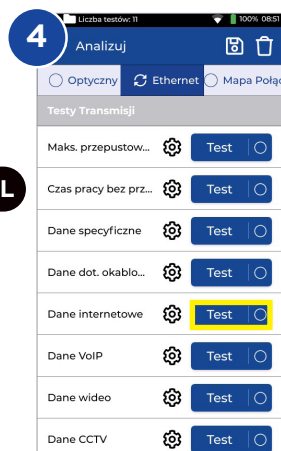 4
Liczba testów: 11 100% 08:51
Analizuj
Optyczny Ethernet Mapa Połąc
Testy Transmisji
Maks. przepustow... Test
L
Czas pracy bez prz... Test
Dane specyficzne Test
Dane dot. okablo... Test
Dane internetowe Test
Dane VoIP Test
Dane wideo Test
Dane CCTV Test